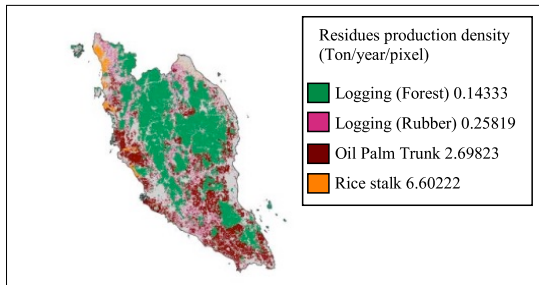 Residues production density
(Ton/year/pixel)
Logging (Forest) 0.14333
Logging (Rubber) 0.25819
Oil Palm Trunk 2.69823
Rice stalk 6.60222